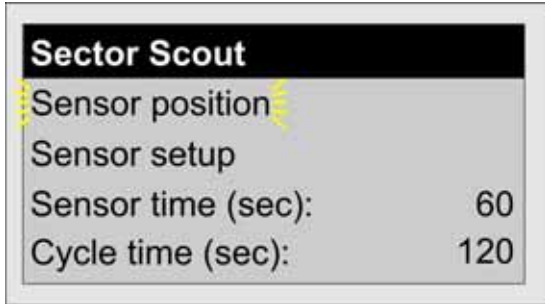 Sector Scout
Sensor position
Sensor setup
Sensor time (sec): 60
Cycle time (sec): 120